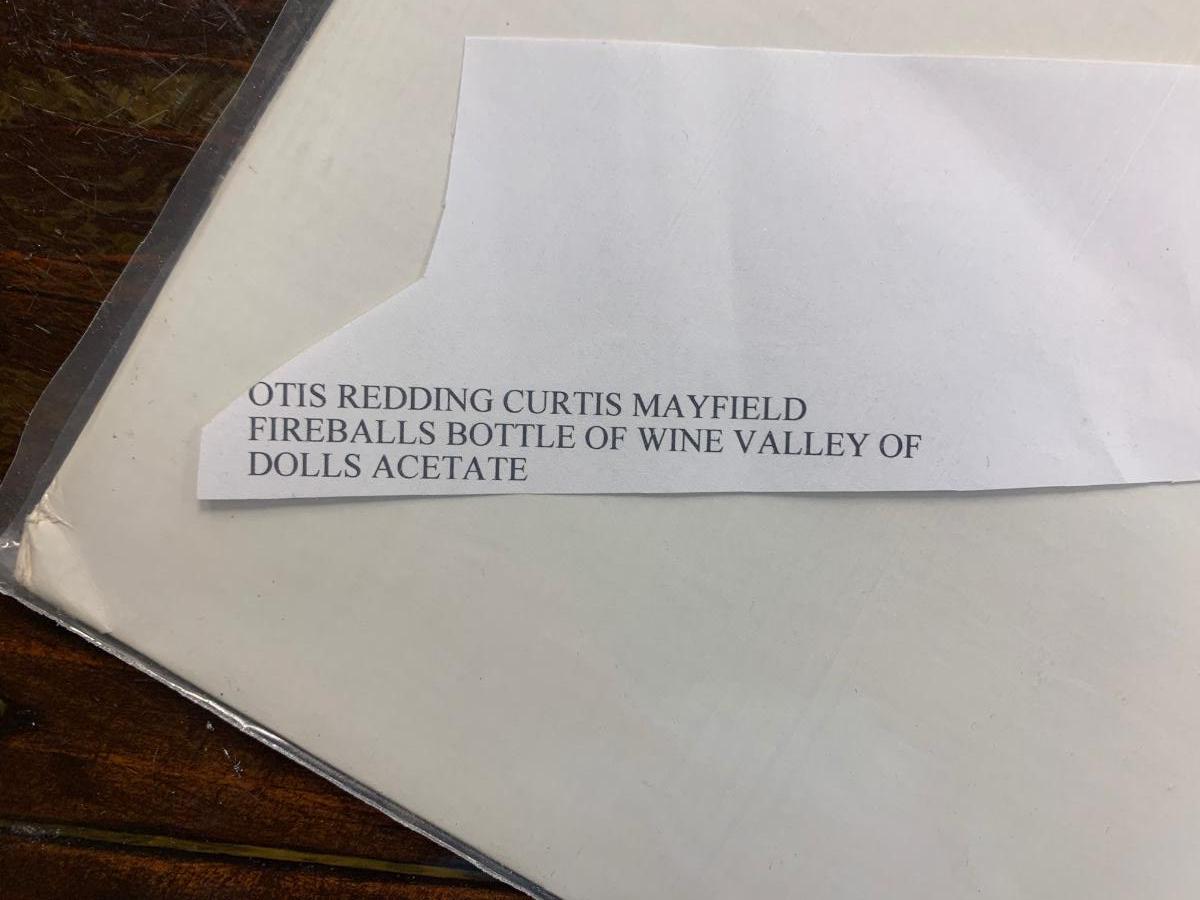 OTIS REDDING CURTIS MAYFIELD
FIREBALLS BOTTLE OF WINE VALLEY OF
DOLLS ACETATE